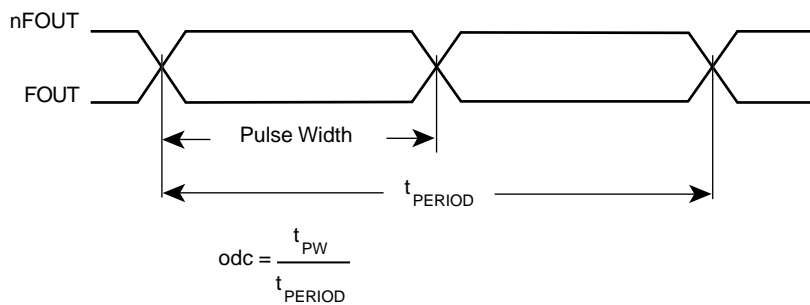 nFOUT
FOUT
Pulse Width
tPERIOD
odc = tPW
tPERIOD